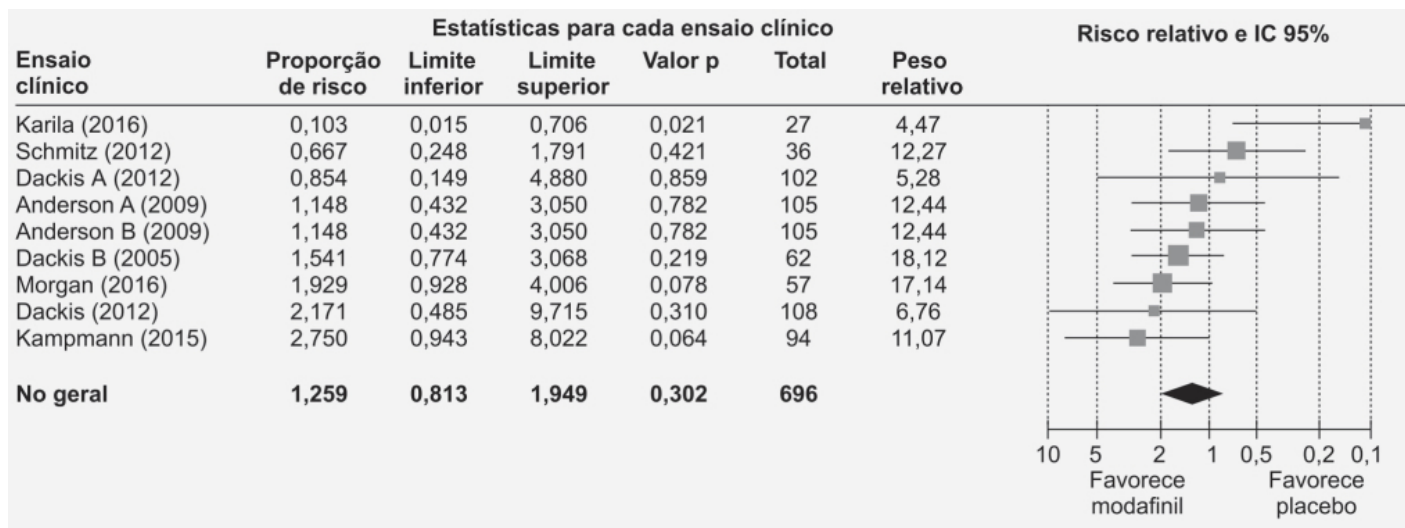 Estatísticas para cada ensaio clínico Risco relativo e IC 95%
Ensaio clínico Proporção de risco Limite inferior Limite superior Valor p Total Peso relativo
Karila (2016) 0,103 0,015 0,706 0,021 27 4,47
Schmitz (2012) 0,667 0,248 1,791 0,421 36 12,27
Dackis A (2012) 0,854 0,149 4,880 0,859 102 5,28
Anderson A (2009) 1,148 0,432 3,050 0,782 105 12,44
Anderson B (2009) 1,148 0,432 3,050 0,782 105 12,44
Dackis B (2005) 1,541 0,774 3,068 0,219 62 18,12
Morgan (2016) 1,929 0,928 4,006 0,078 57 17,14
Dackis (2012) 2,171 0,485 9,715 0,310 108 6,76
Kampmann (2015) 2,750 0,943 8,022 0,064 94 11,07
No geral 1,259 0,813 1,949 0,302 696
10 5 2 1 0,5 0,2 0,1
Favorece modafinil Favorece placebo